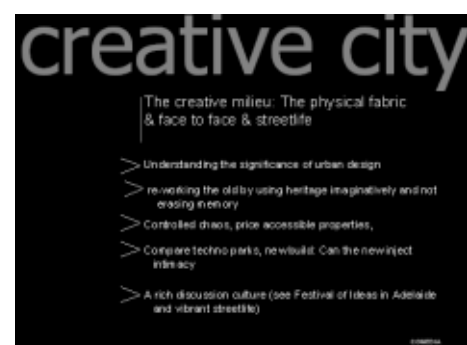 creative city
The creative milieu: The physical fabric
& face to face & streetlife
Understanding the significance of urban design
re-working the old by using heritage imaginatively and not
erasing memory
Controlled chaos, price accessible properties,
Compare techno parks, newbuild: Can the new inject
intimacy
A rich discussion culture (see Festival of Ideas in Adelaide
and vibrant streetlife)